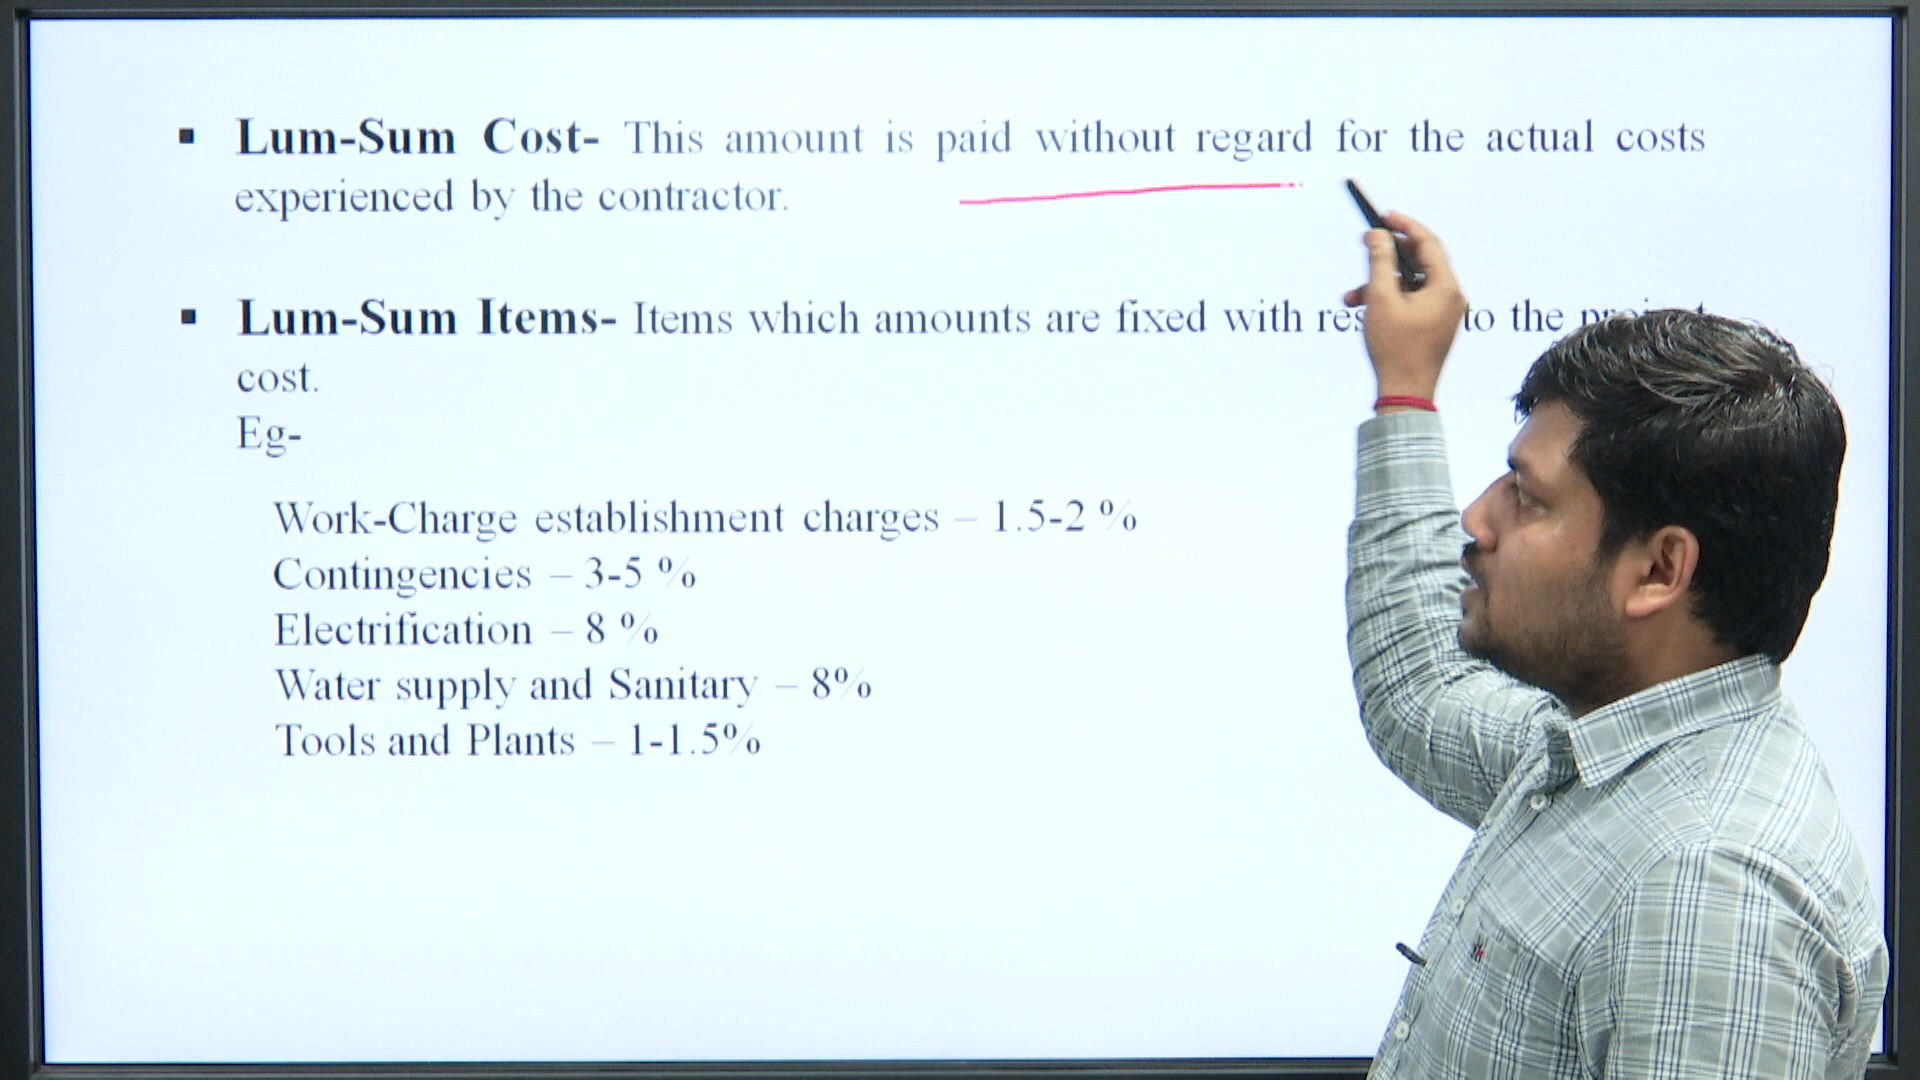 ▪ Lum-Sum Cost- This amount is paid without regard for the actual costs
experienced by the contractor.
▪ Lum-Sum Items- Items which amounts are fixed with to the
cost.
Eg-
Work-Charge establishment charges – 1.5-2 %
Contingencies – 3-5 %
Electrification – 8 %
Water supply and Sanitary – 8%
Tools and Plants – 1-1.5%